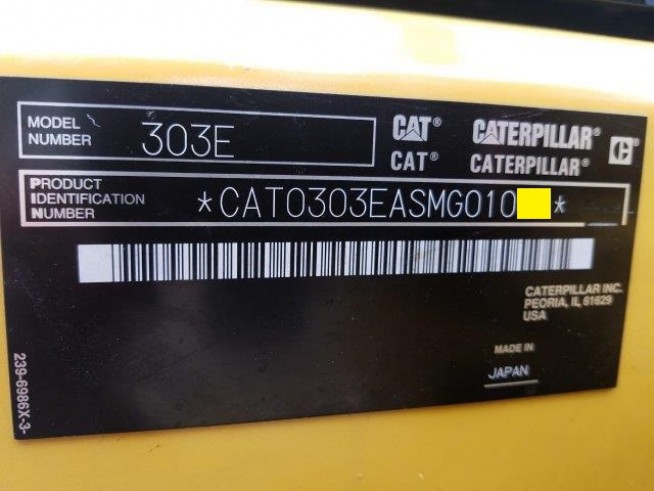 MODEL NUMBER 303E
CAT® CATERPILLAR® C
CAT® CATERPILLAR®
PRODUCT IDENTIFICATION NUMBER *CAT0303EASMG010 *
CATERPILLAR INC.
PEORIA, IL 61629
USA
MADE IN
JAPAN
239-6986X-3-